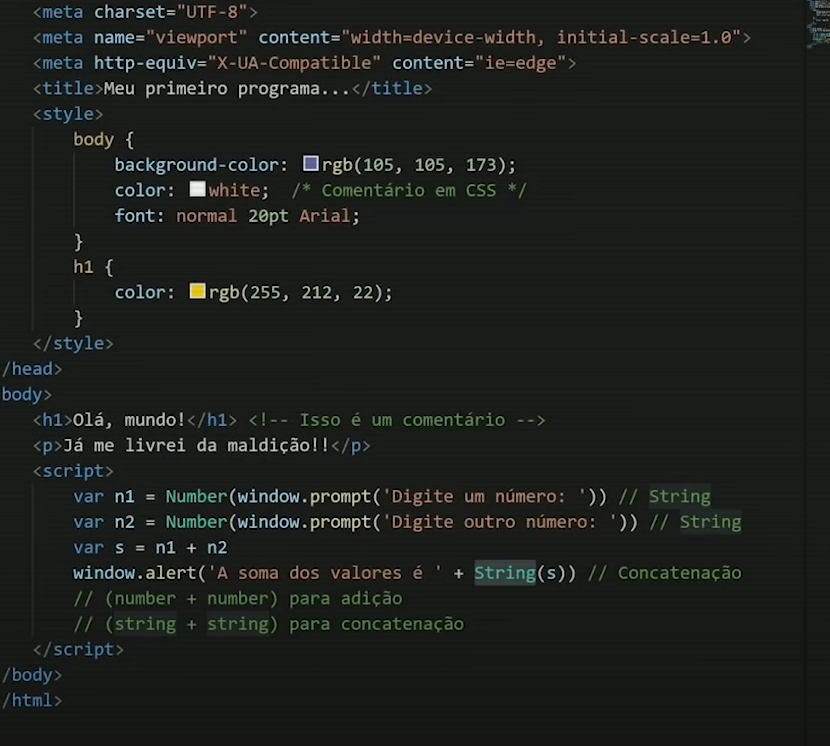 <meta charset="UTF-8">
<meta name="viewport" content="width=device-width, initial-scale=1.0">
<meta http-equiv="X-UA-Compatible" content="ie=edge">
<title>Meu primeiro programa...</title>
<style>
body {
background-color: rgb(105, 105, 173);
color: white; /* Comentário em CSS */
font: normal 20pt Arial;
}
h1 {
color: rgb(255, 212, 22);
}
</style>
/head>
body>
<h1>Olá, mundo!</h1> <!-- Isso é um comentário -->
<p>Já me livrei da maldição!!</p>
<script>
var n1 = Number(window.prompt('Digite um número: ')) // String
var n2 = Number(window.prompt('Digite outro número: ')) // String
var s = n1 + n2
window.alert('A soma dos valores é ' + String(s)) // Concatenação
// (number + number) para adição
// (string + string) para concatenação
</script>
/body>
/html>